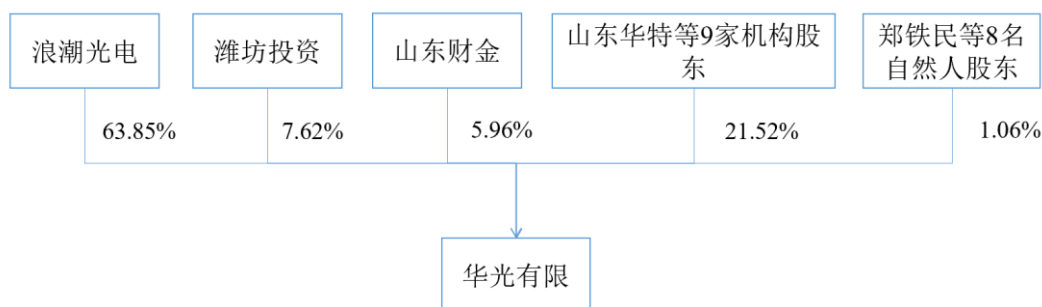 浪潮光电
潍坊投资
山东财金
山东华特等9家机构股
东
郑铁民等8名
自然人股东
63.85%
7.62%
5.96%
21.52%
1.06%
华光有限